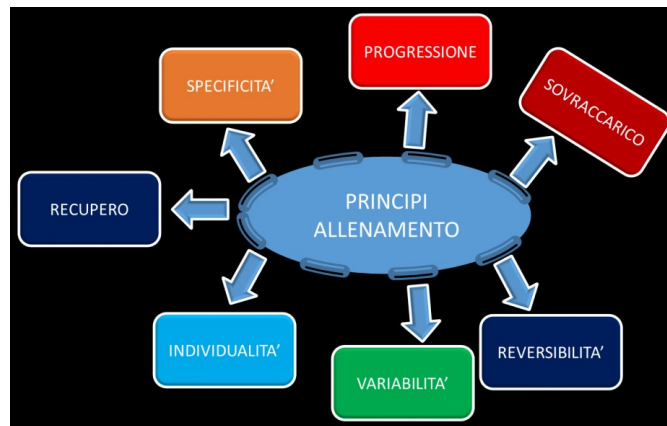 PROGRESSIONE
SPECIFICITA’
SOVRACCARICO
PRINCIPI
ALLENAMENTO
RECUPERO
INDIVIDUALITA’
VARIABILITA’
REVERSIBILITA’